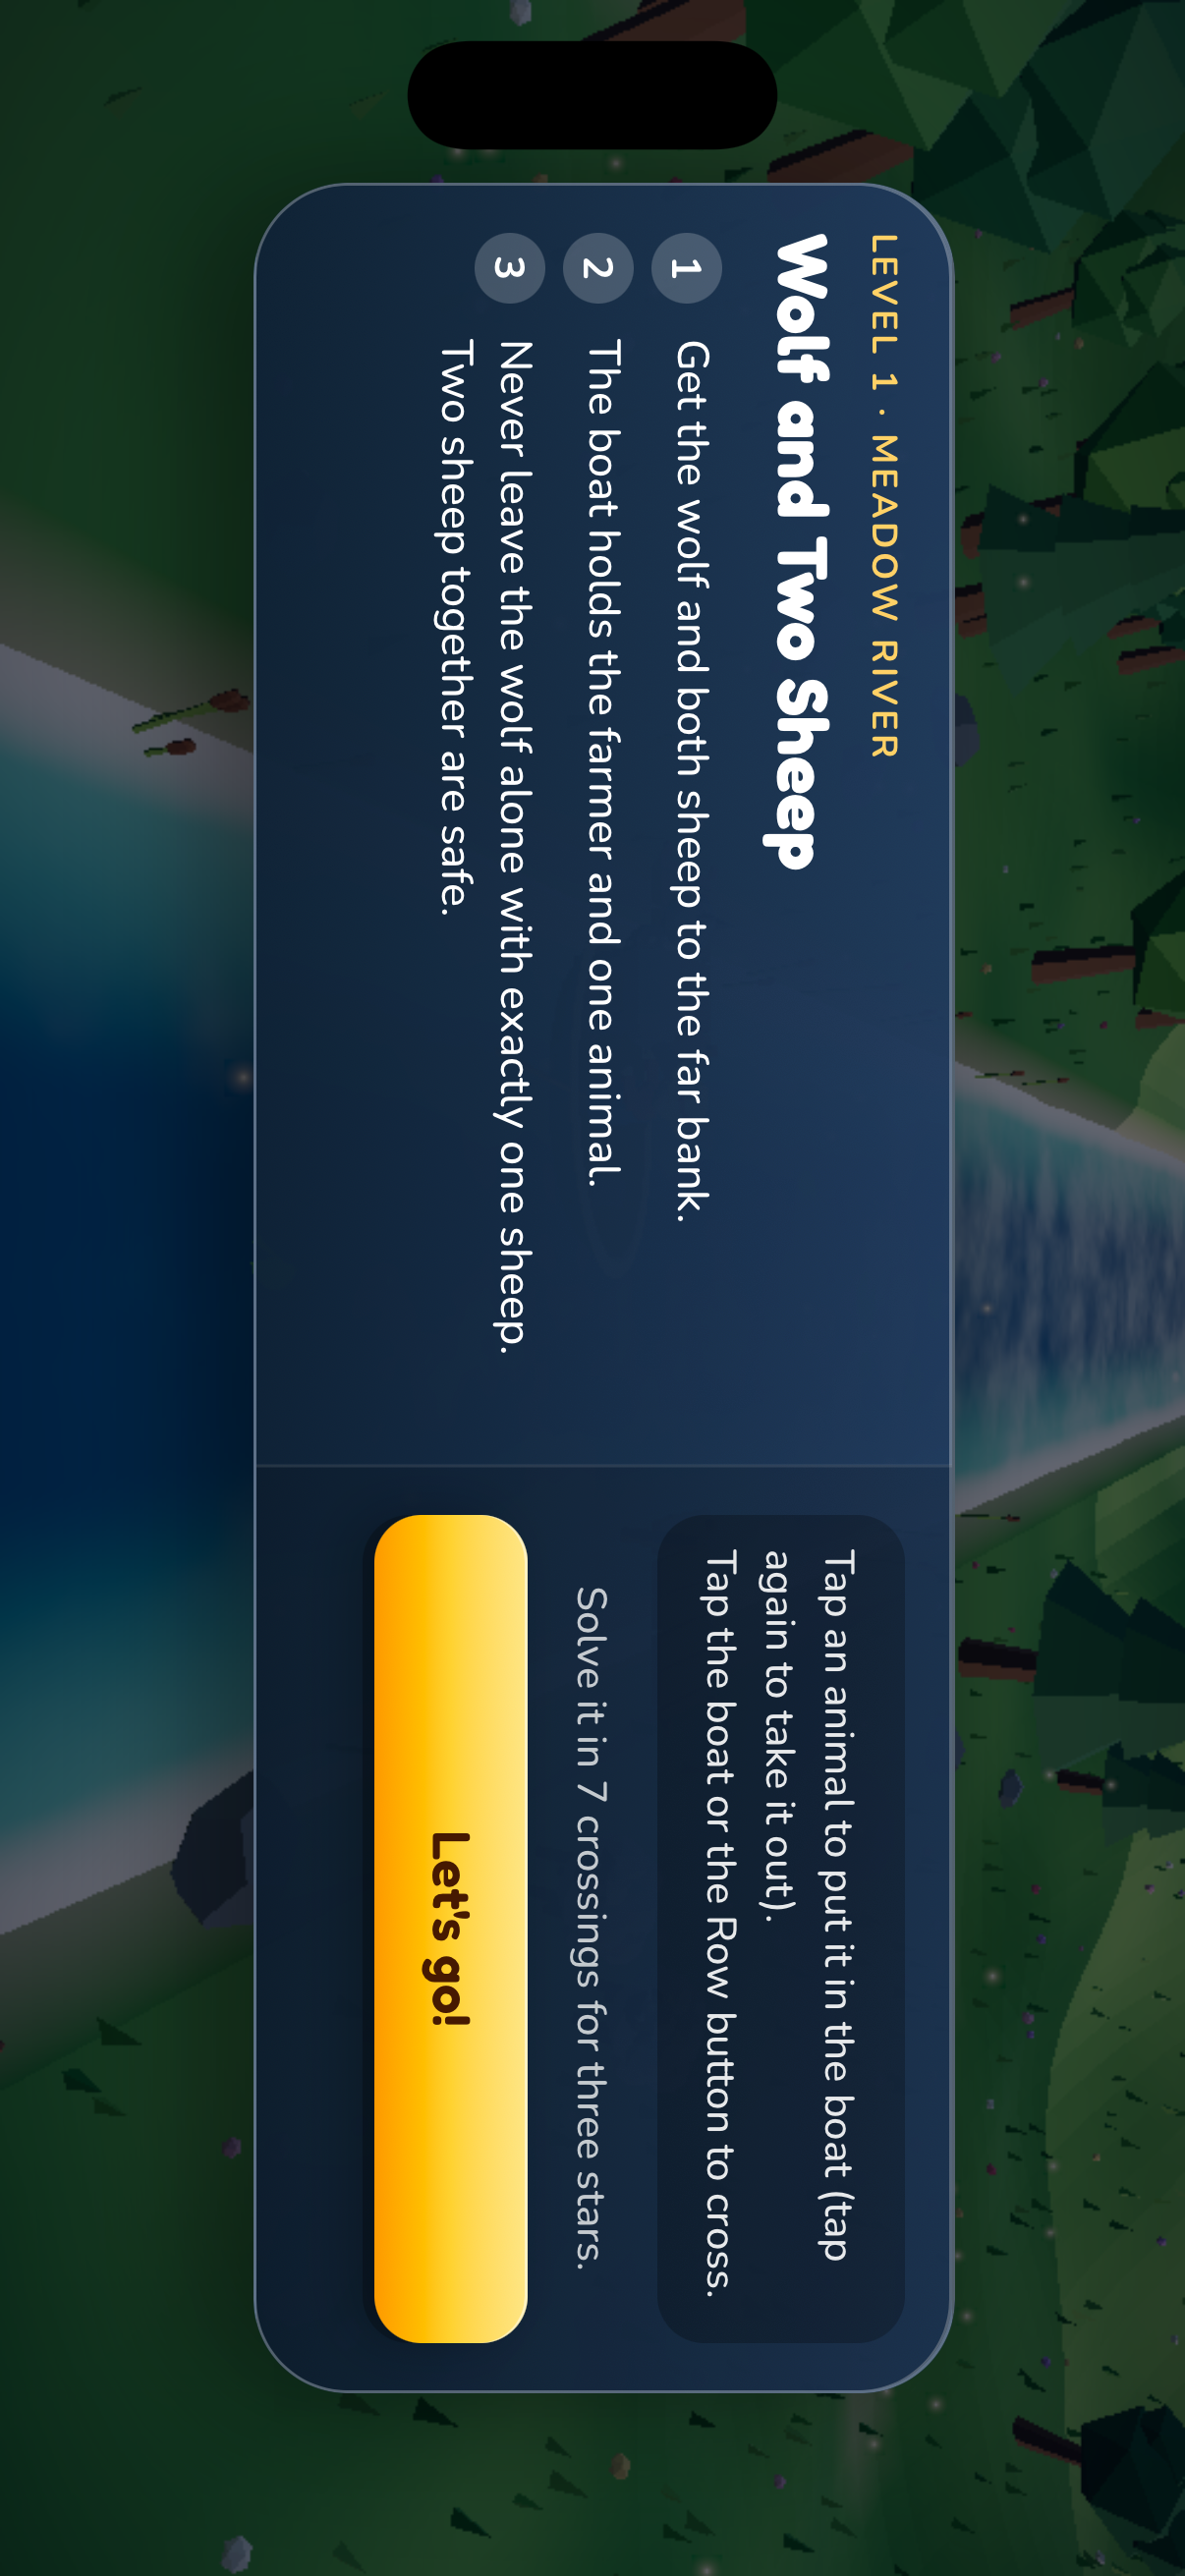 LEVEL 1 · MEADOW RIVER
Wolf and Two Sheep
1 Get the wolf and both sheep to the far bank.
2 The boat holds the farmer and one animal.
3 Never leave the wolf alone with exactly one sheep.
Two sheep together are safe.
Tap an animal to put it in the boat (tap
again to take it out).
Tap the boat or the Row button to cross.
Solve it in 7 crossings for three stars.
Let's go!